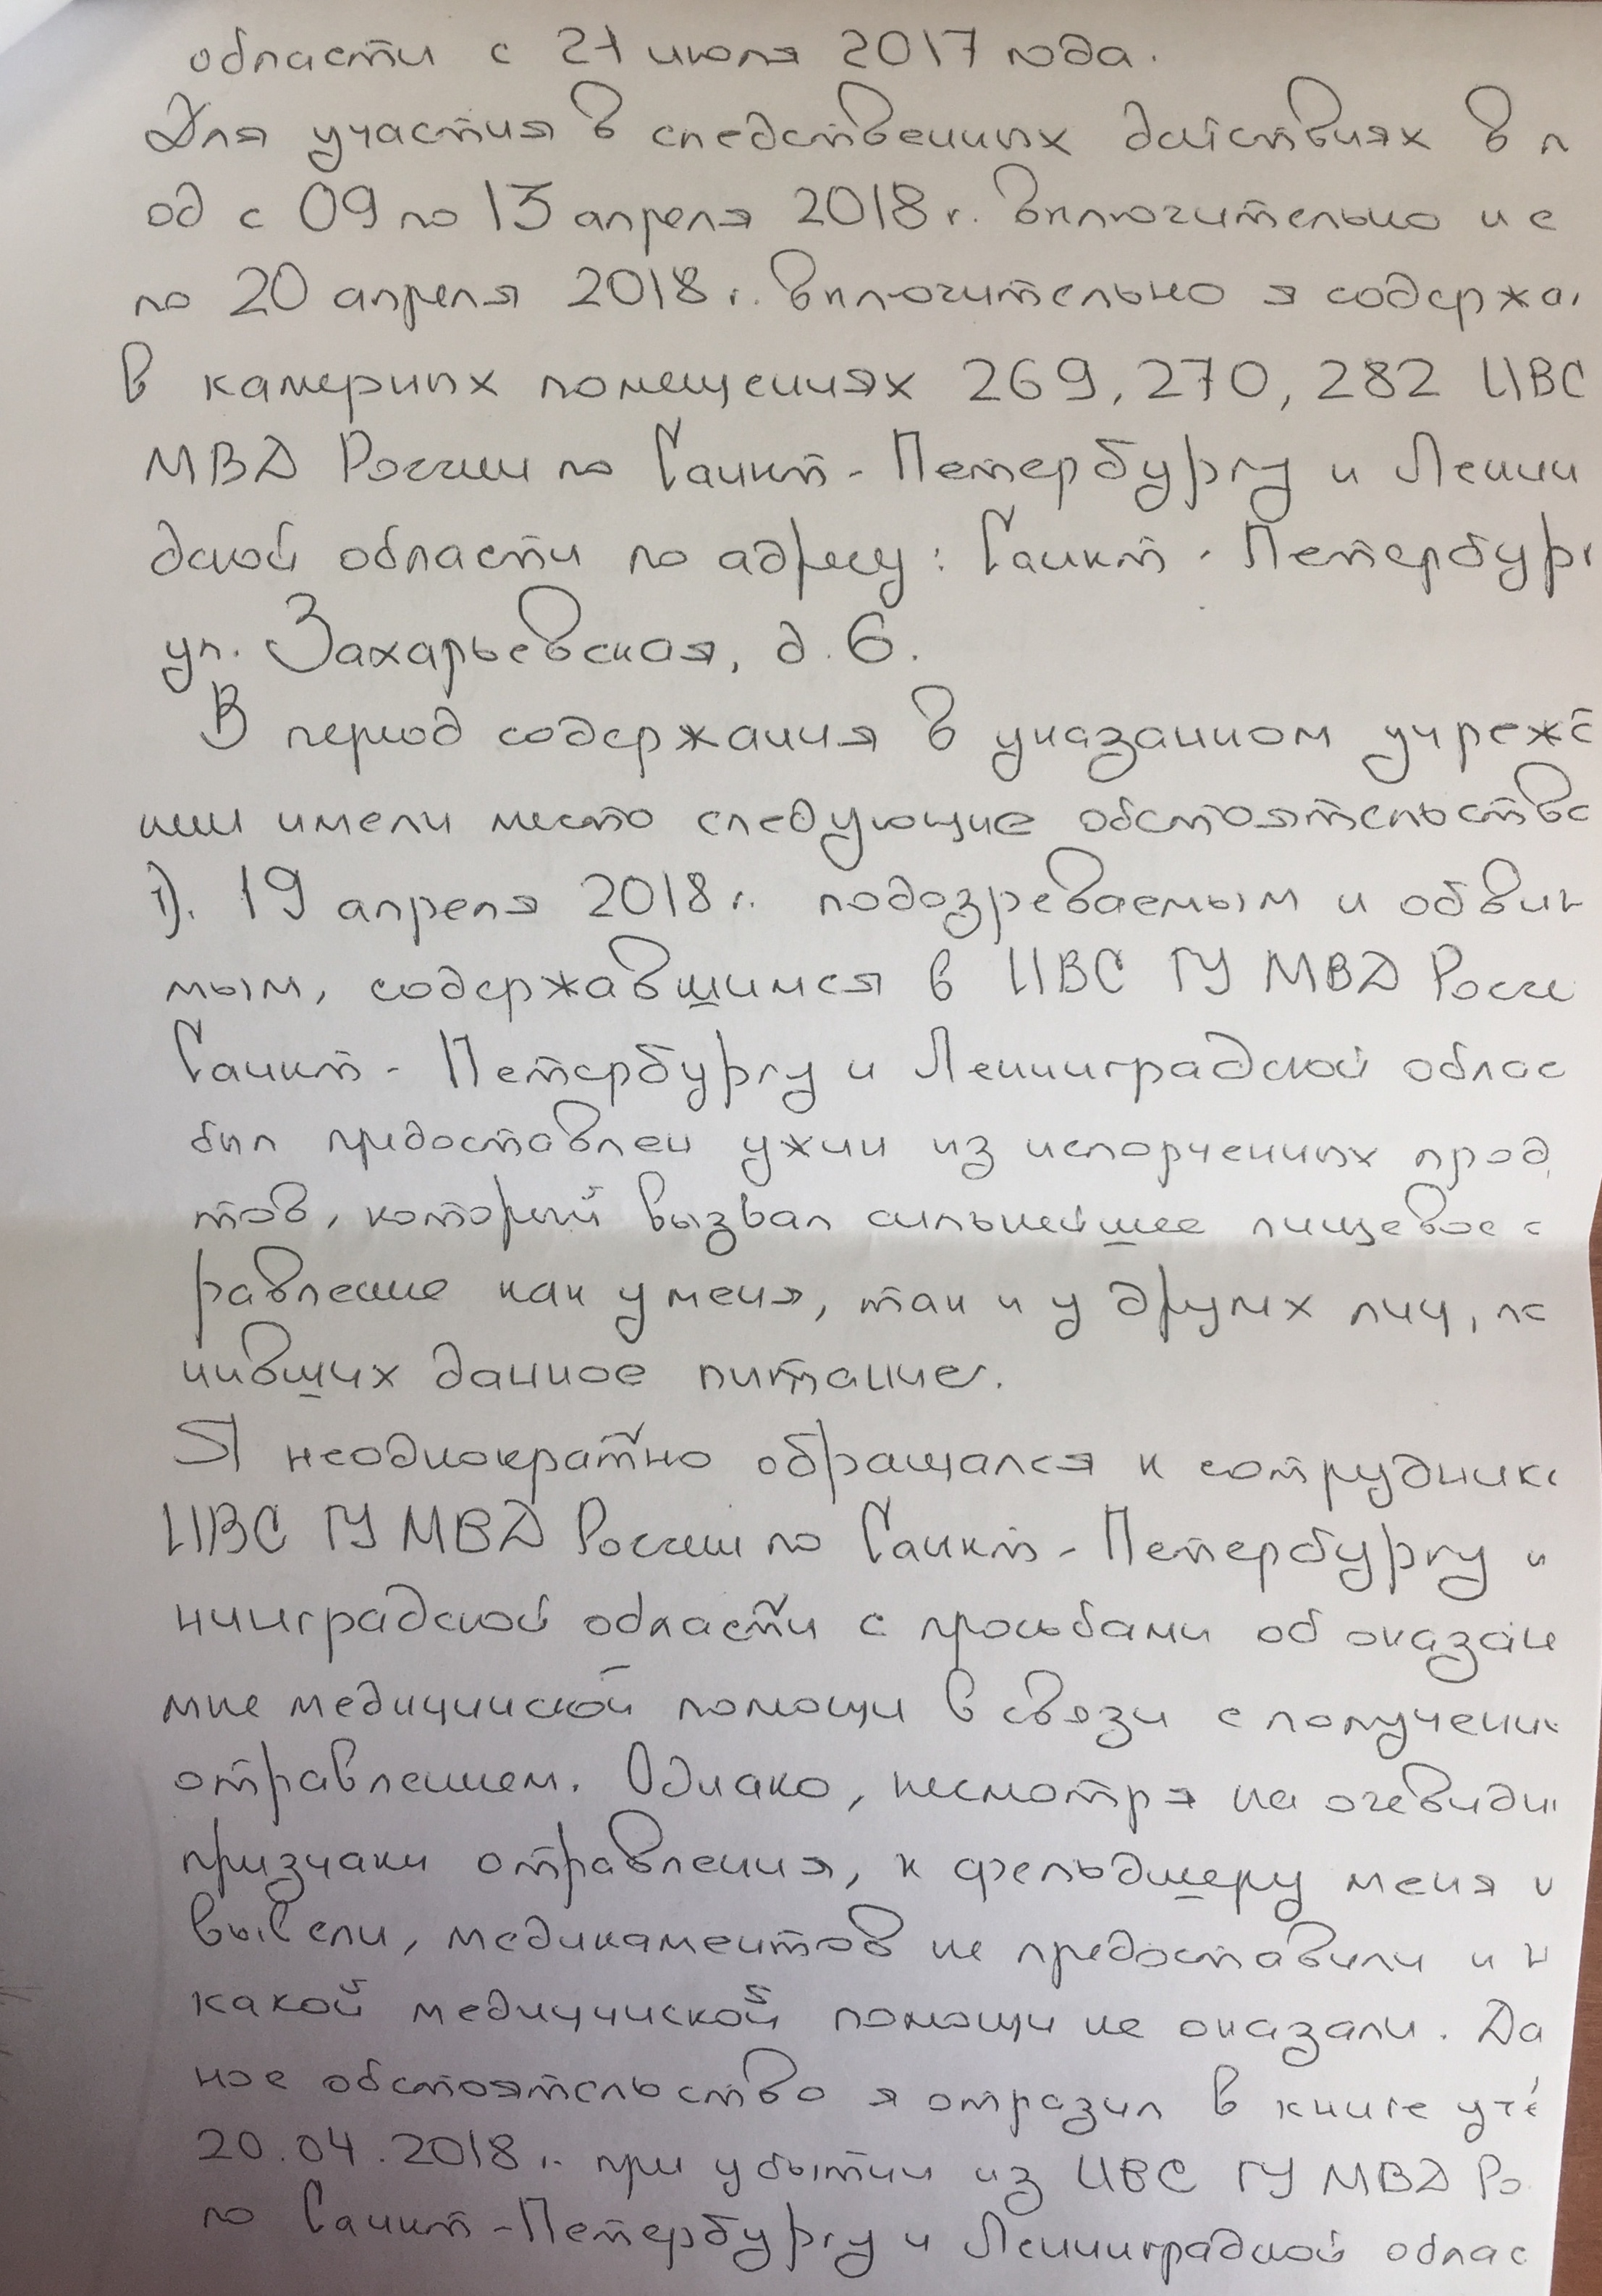 области с 21 июля 2017 года.
Для участия в следственных действиях в п
од с 09 по 13 апреля 2018 г. включительно и с
по 20 апреля 2018 г. включительно я содержа
в камерных помещениях 269, 270, 282 ИВС
МВД России по Санкт-Петербургу и Ленин
дской области по адресу: Санкт-Петербург
ул. Захарьевская, д. 6.
В период содержания в указанном учрежд
нии имели место следующие обстоятельства
1). 19 апреля 2018 г. подозреваемым и обвин
мым, содержавшимся в ИВС ГУ МВД Росси
Санкт-Петербургу и Ленинградской облас
был предоставлен ужин из испорченных прод
тов, который вызвал сильнейшее пищевое о
равление как у меня, так и у других лиц, по
нивших данное питание.
Я неоднократно обращался к сотрудника
ИВС ГУ МВД России по Санкт-Петербургу и
нинградской области с просьбами об оказан
мне медицинской помощи в связи с получени
отравлением. Однако, несмотря на очевидн
признаки отравления, к фельдшеру меня н
вывели, медикаментов не предоставили и н
какой медицинской помощи не оказали. Дан
ное обстоятельство я отразил в книге учё
20.04.2018 г. при убытии из ИВС ГУ МВД Ро
по Санкт-Петербургу и Ленинградской облас